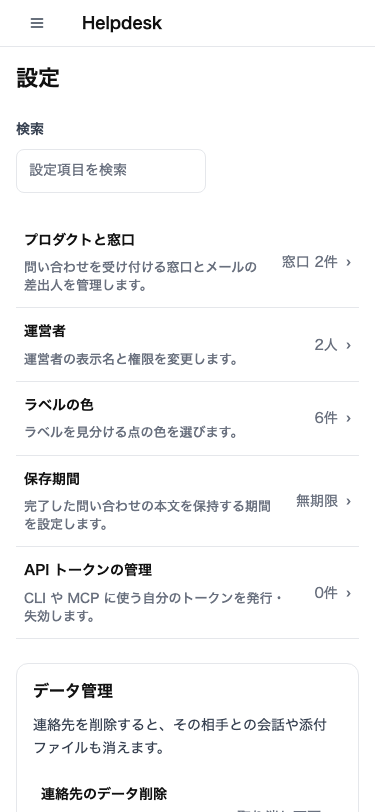 Helpdesk
設定
検索
設定項目を検索
プロダクトと窓口
問い合わせを受け付ける窓口とメールの
差出人を管理します。
窓口 2件 ›
運営者
運営者の表示名と権限を変更します。
2人 ›
ラベルの色
ラベルを見分ける点の色を選びます。
6件 ›
保存期間
完了した問い合わせの本文を保持する期間
を設定します。
無期限 ›
API トークンの管理
CLI や MCP に使う自分のトークンを発行・
失効します。
0件 ›
データ管理
連絡先を削除すると、その相手との会話や添付
ファイルも消えます。
連絡先のデータ削除